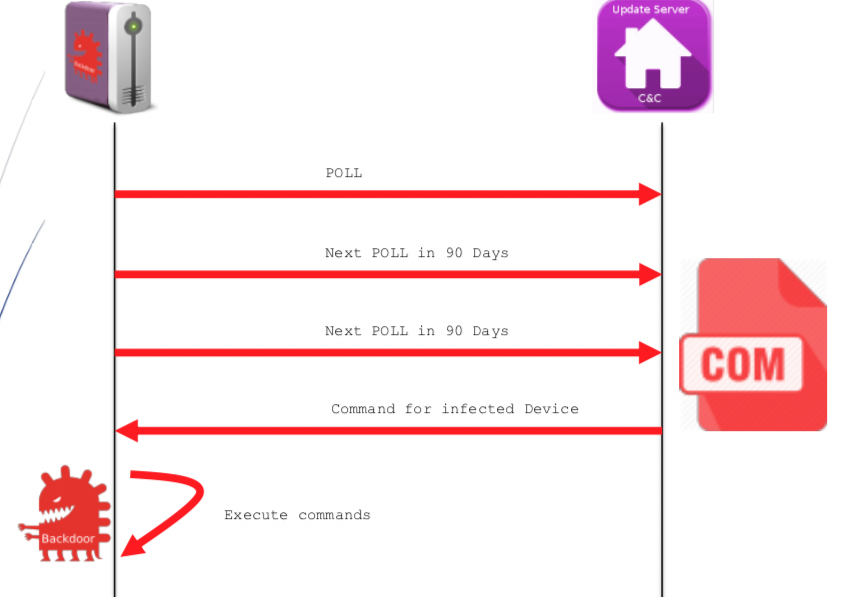 Update Server
Backdoor
C&C
POLL
Next POLL in 90 Days
Next POLL in 90 Days
COM
Command for infected Device
Execute commands
Backdoor